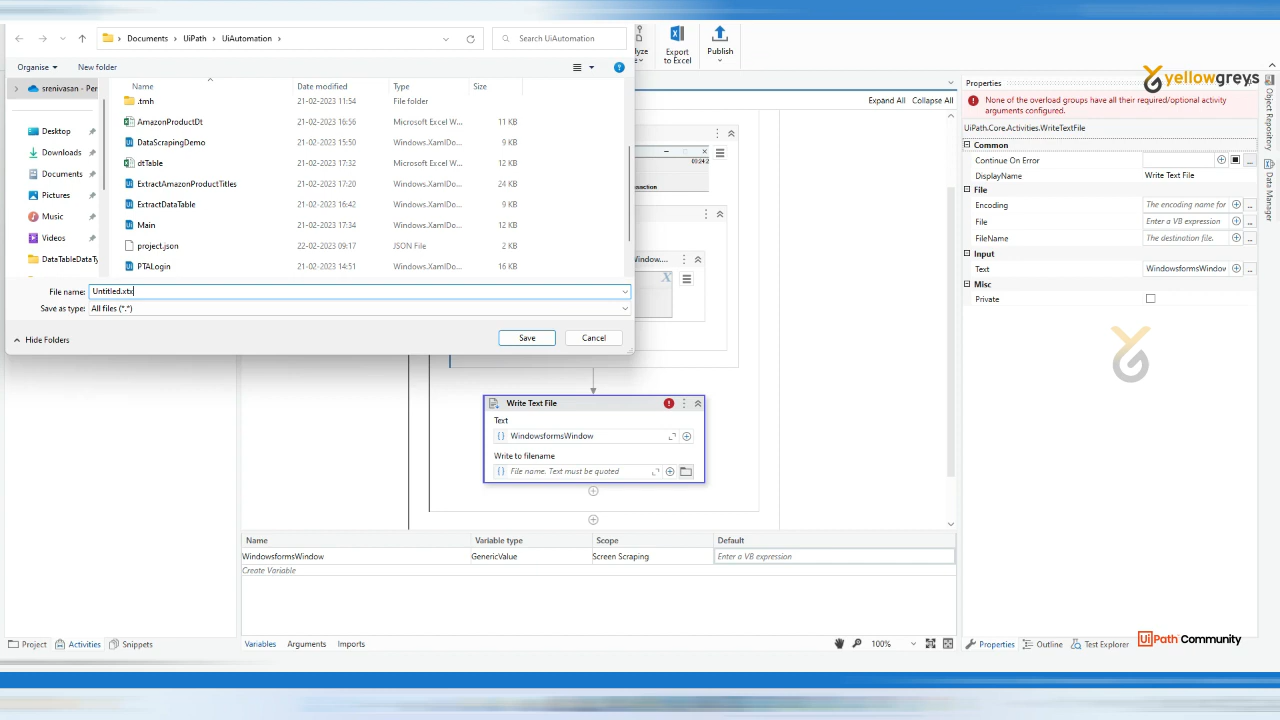 Documents
UiPath
UiAutomation
Search UiAutomation
Organise
New folder
srenivasan - Per
Desktop
Downloads
Documents
Pictures
Music
Videos
DataTableDataTy
Name Date modified Type Size
.tmh 21-02-2023 11:54 File folder
AmazonProductDt 21-02-2023 16:56 Microsoft Excel W... 11 KB
DataScrapingDemo 21-02-2023 15:50 Windows.XamlDo... 9 KB
dtTable 21-02-2023 17:32 Microsoft Excel W... 9 KB
ExtractAmazonProductTitles 21-02-2023 17:20 Windows.XamlDo... 24 KB
ExtractDataTable 21-02-2023 16:42 Windows.XamlDo... 9 KB
Main 21-02-2023 17:34 Windows.XamlDo... 12 KB
project.json 22-02-2023 09:17 JSON File 2 KB
PTALogin 21-02-2023 14:51 Windows.XamlDo... 16 KB
File name: Untitled.xtx
Save as type: All files (*.*)
Hide Folders
Save
Cancel
lyze
Export
to Excel
Publish
Expand All Collapse All
00:24:2
nsaction
Window....
Write Text File
Text
WindowsformsWindow
Write to filename
File name. Text must be quoted
Name Variable type Scope Default
WindowsformsWindow GenericValue Screen Scraping Enter a VB expression
Create Variable
Project Activities Snippets
Variables Arguments Imports
100%
Properties
yellowgreys
None of the overload groups have all their required/optional activity
arguments configured.
UiPath.Core.Activities.WriteTextFile
Common
Continue On Error
DisplayName Write Text File
File
Encoding The encoding name for
File Enter a VB expression
FileName The destination file.
Input
Text WindowsformsWindow
Misc
Private
Object Repository
Data Manager
Properties Outline Test Explorer
UiPath Community